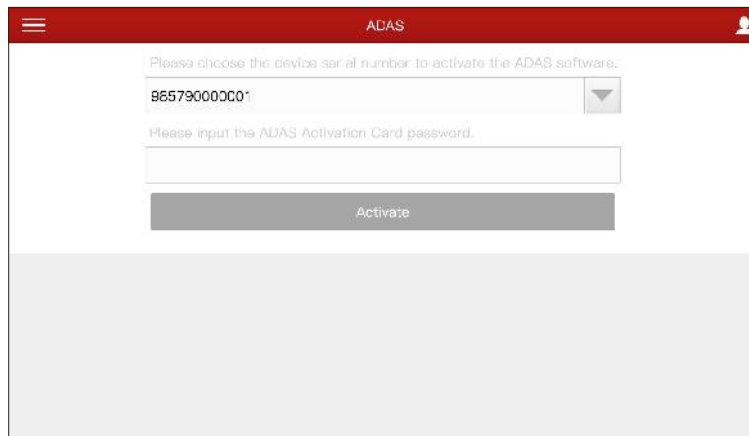 ADAS
Please choose the device serial number to activate the ADAS software.
985790000001
Please input the ADAS Activation Card password.
Activate